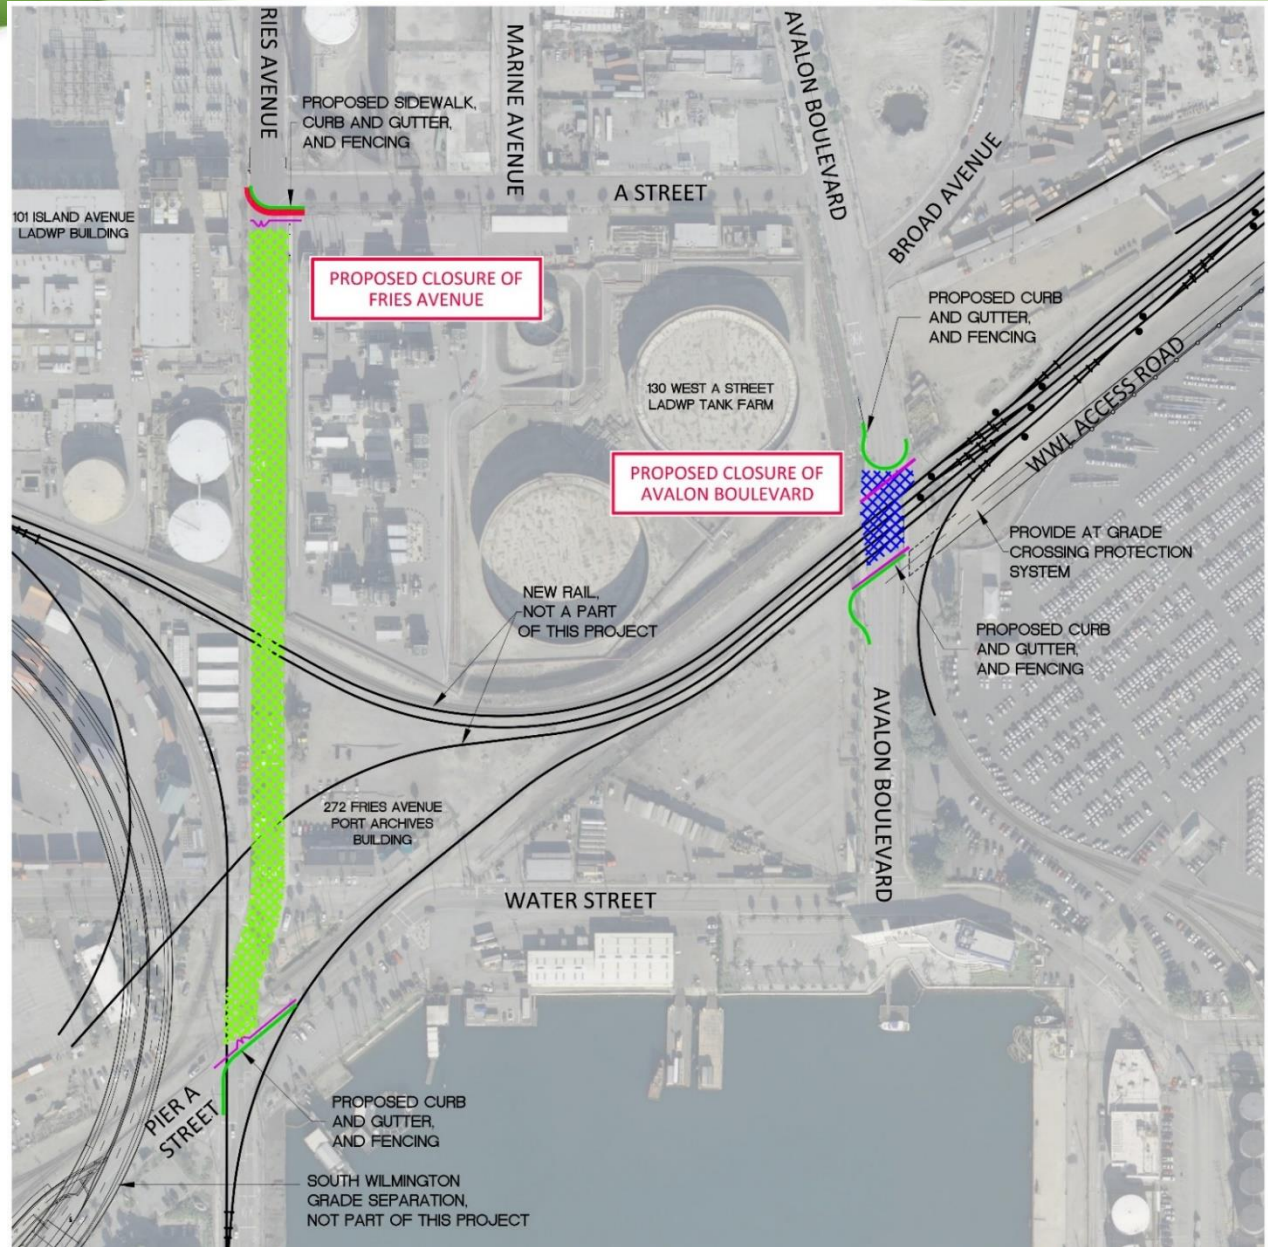 RIES AVENUE
MARINE AVENUE
AVALON BOULEVARD
PROPOSED SIDEWALK,
CURB AND GUTTER,
AND FENCING
A STREET
BROAD AVENUE
101 ISLAND AVENUE
LADWP BUILDING
PROPOSED CLOSURE OF
FRIES AVENUE
PROPOSED CURB
AND GUTTER,
AND FENCING
130 WEST A STREET
LADWP TANK FARM
WWL ACCESS ROAD
PROPOSED CLOSURE OF
AVALON BOULEVARD
PROVIDE AT GRADE
CROSSING PROTECTION
SYSTEM
NEW RAIL,
NOT A PART
OF THIS PROJECT
PROPOSED CURB
AND GUTTER,
AND FENCING
AVALON BOULEVARD
272 FRIES AVENUE
PORT ARCHIVES
BUILDING
WATER STREET
PIER A
STREET
PROPOSED CURB
AND GUTTER,
AND FENCING
SOUTH WILMINGTON
GRADE SEPARATION,
NOT PART OF THIS PROJECT